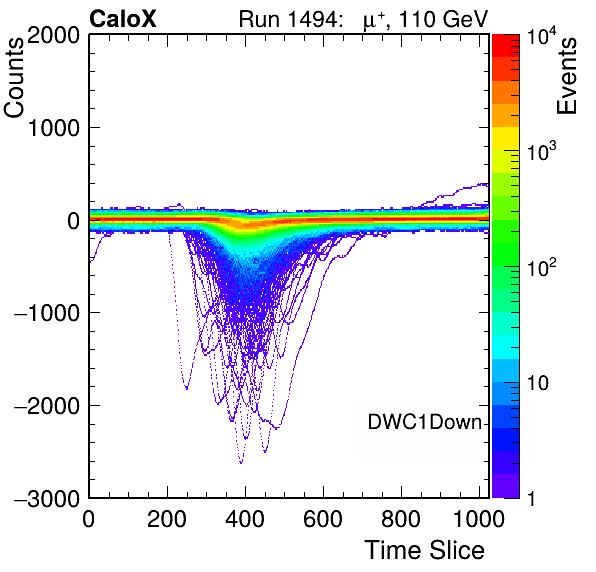 CaloX Run 1494: μ⁺, 110 GeV
Counts
Events
2000
1000
0
−1000
−2000
−3000
0 200 400 600 800 1000
Time Slice
DWC1Down
10⁴
10³
10²
10
1